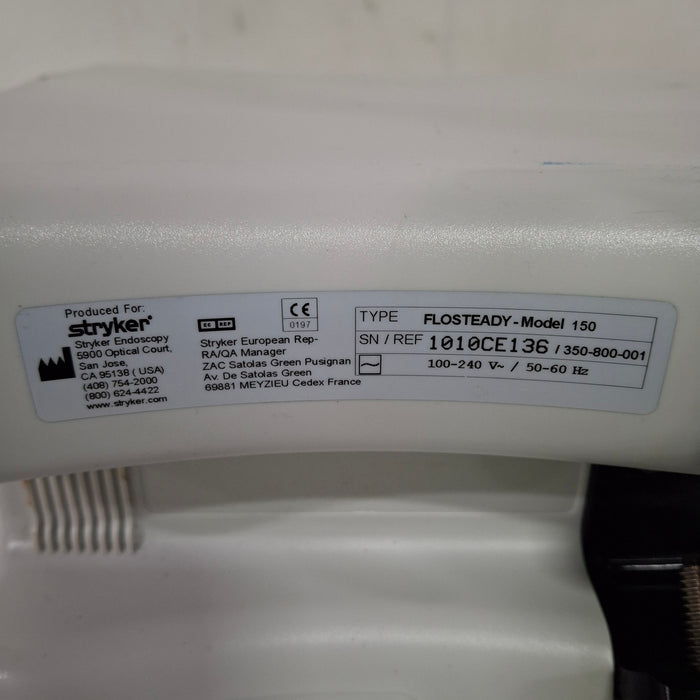 Produced For:
stryker®
Stryker Endoscopy
5900 Optical Court,
San Jose,
CA 95138 ( USA)
(408) 754-2000
(800) 624-4422
www.stryker.com
EC REP
Stryker European Rep-
RA/QA Manager
ZAC Satolas Green Pusignan
Av. De Satolas Green
69881 MEYZIEU Cedex France
CE
0197
TYPE FLOSTEADY-Model 150
SN / REF 1010CE136 / 350-800-001
100-240 V~ / 50-60 Hz